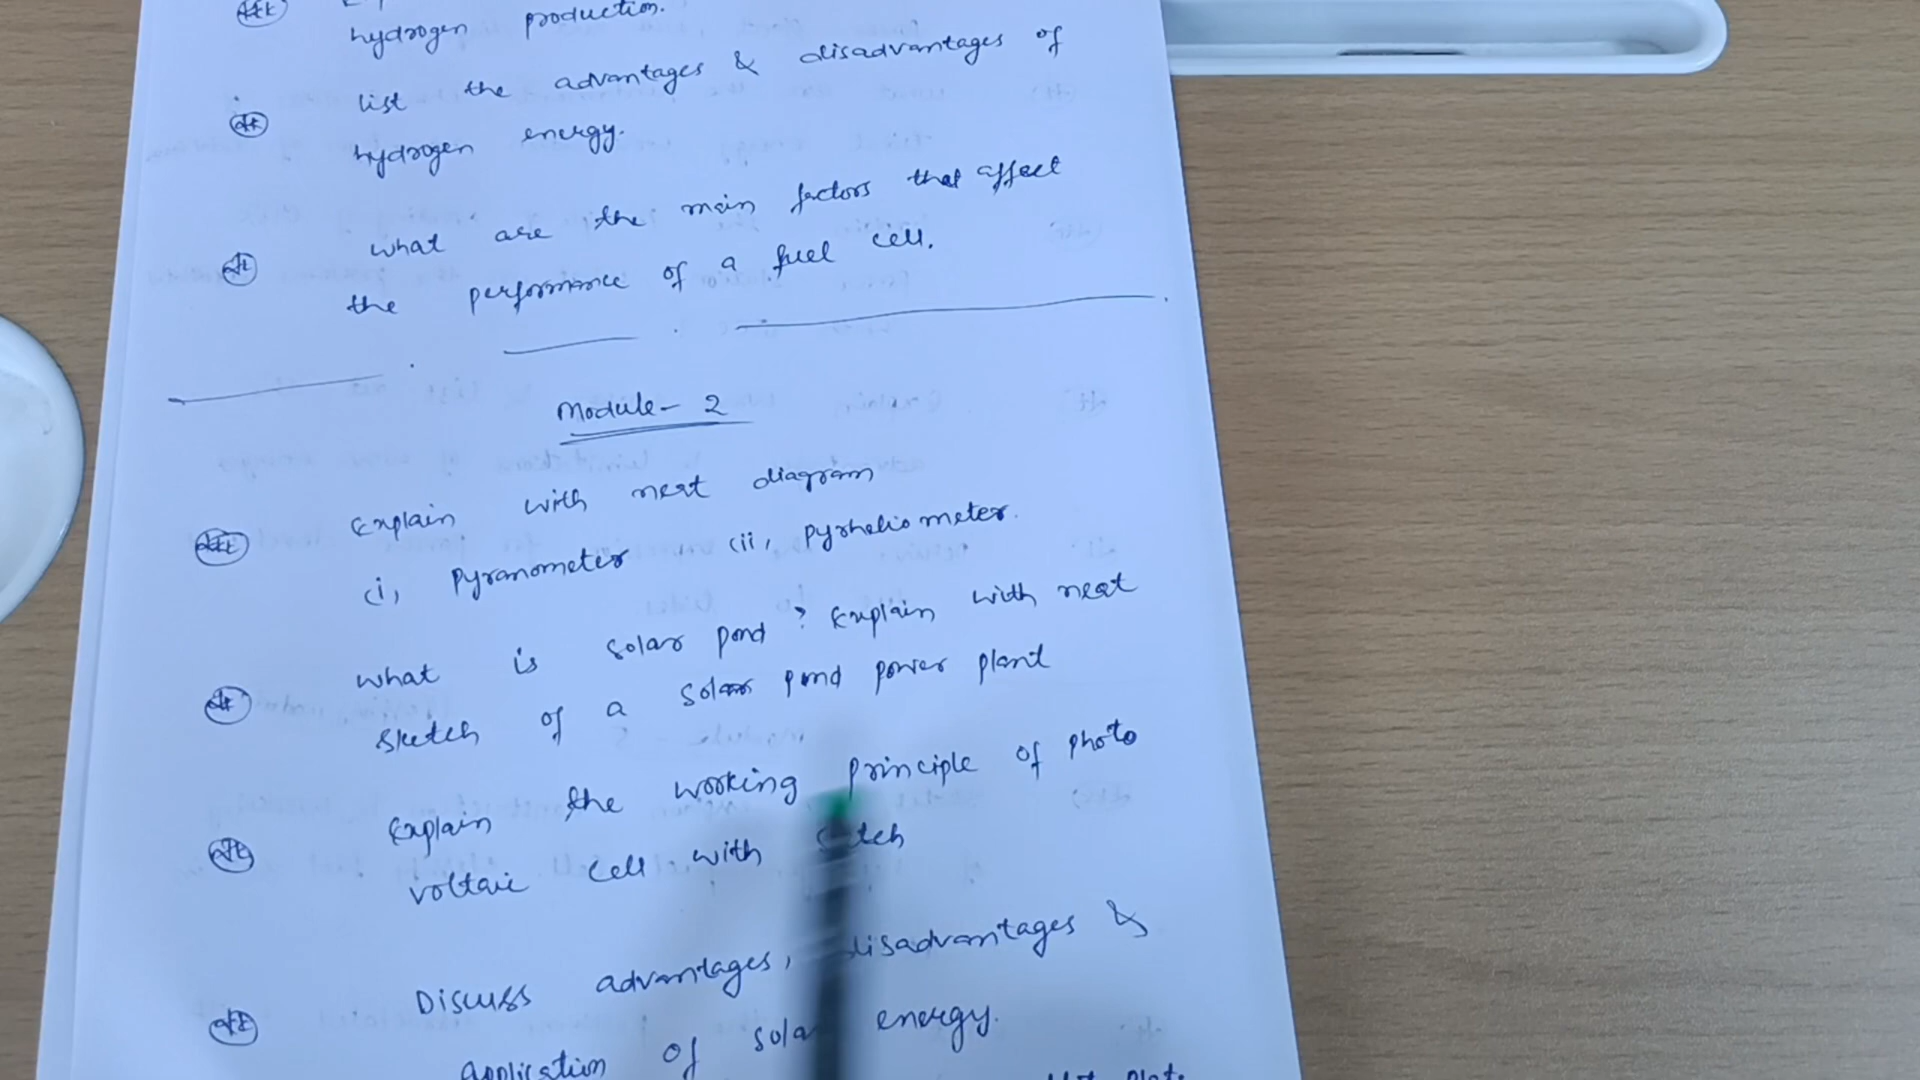 hydrogen production.
List the advantages & disadvantages of
hydrogen energy.
what are the main factors that affect
the performance of a fuel cell.
Module - 2
Explain with neat diagram
(i) Pyranometer (ii) Pyrheliometer.
what is solar pond? Explain with neat
sketch of a solar pond power plant
Explain the working principle of photo
voltaic cell with
Discuss advantages, disadvantages &
Application of energy.